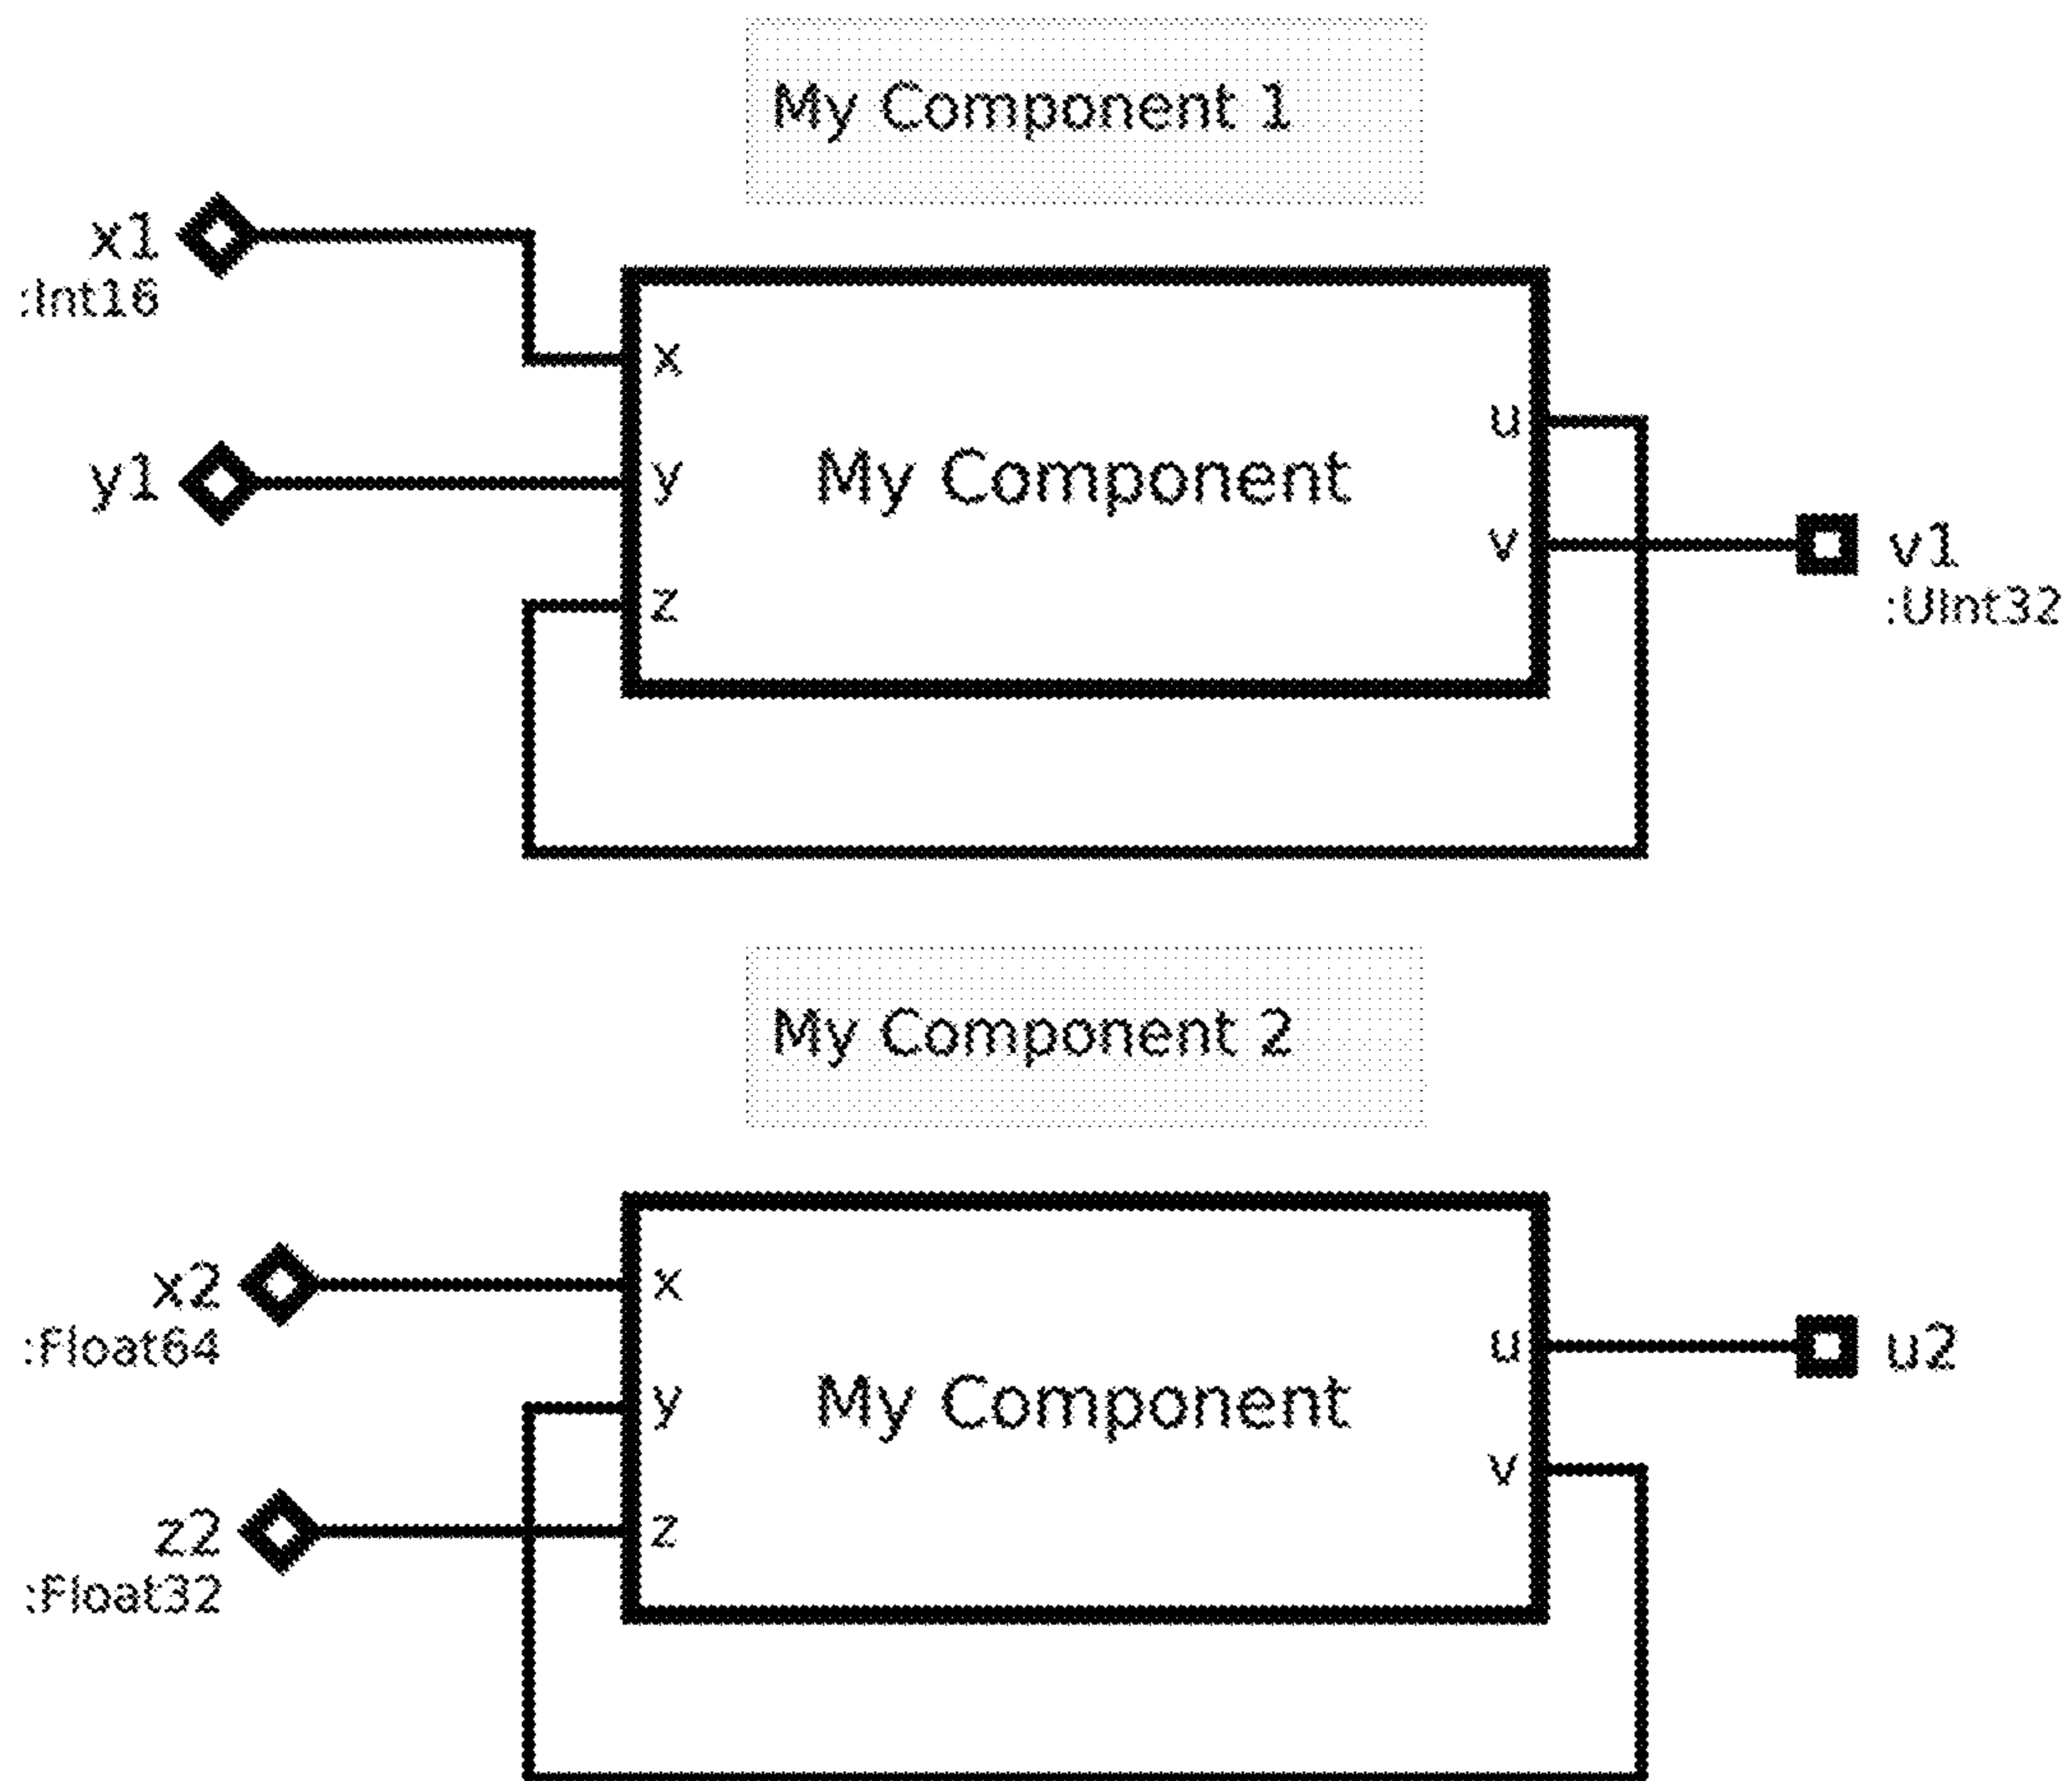 My Component 1
x1
:Int16
x
u
y1
y
My Component
v
v1
z
:UInt32
My Component 2
x2
x
:Float64
u
u2
y
My Component
v
z2
z
:Float32